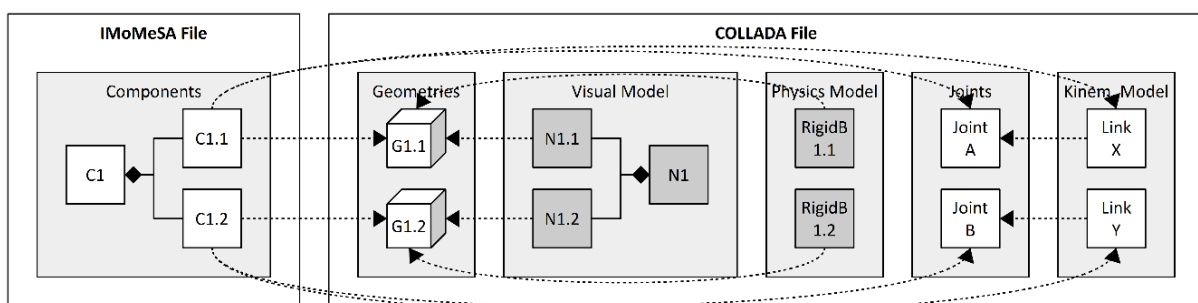 IMoMeSA File
COLLADA File
Components
Geometries
Visual Model
Physics Model
Joints
Kinem. Model
C1.1
G1.1
N1.1
RigidB
1.1
Joint
A
Link
X
C1
N1
C1.2
G1.2
N1.2
RigidB
1.2
Joint
B
Link
Y